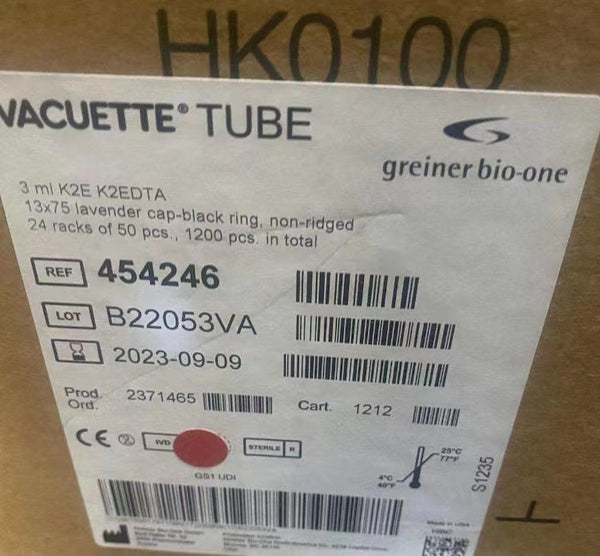 HK0100
VACUETTE® TUBE
greiner bio-one
3 ml K2E K2EDTA
13x75 lavender cap-black ring, non-ridged
24 racks of 50 pcs., 1200 pcs. in total
REF 454246
LOT B22053VA
2023-09-09
Prod. Ord. 2371465 Cart. 1212
CE 2 IVD STERILE R
25°C
77°F
4°C
40°F
S1235
GS1 UDI
Made in USA